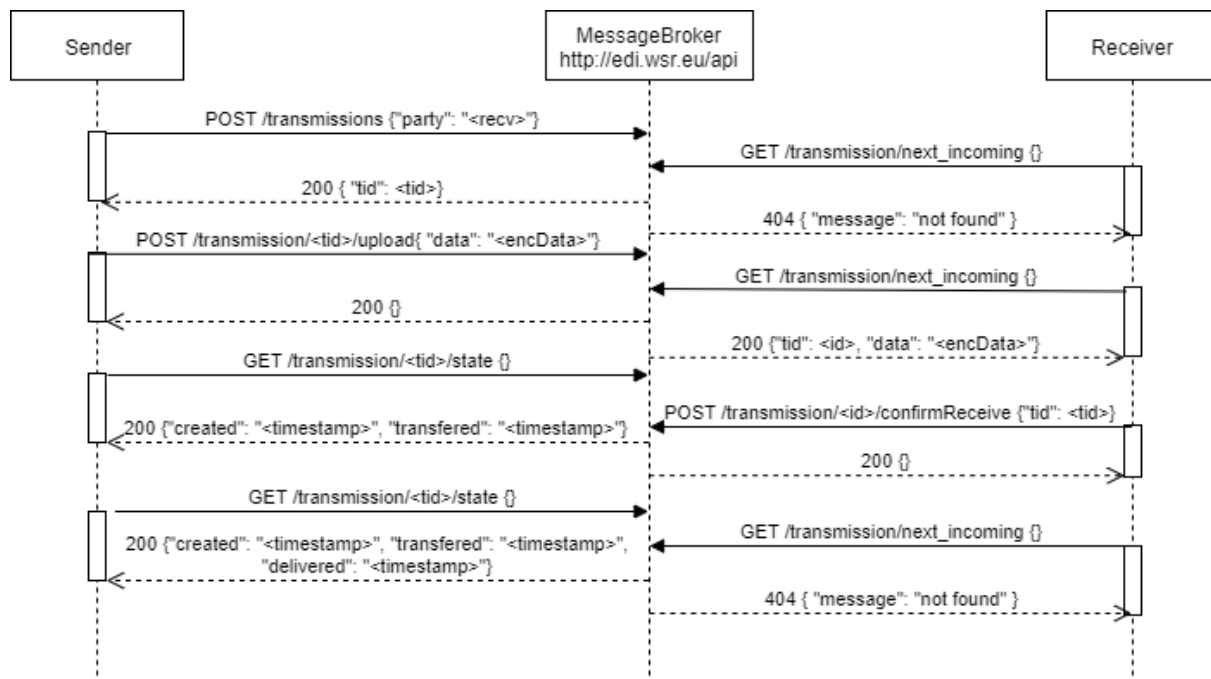 Sender
MessageBroker
http://edi.wsr.eu/api
Receiver
POST /transmissions {"party": "<recv>"}
GET /transmission/next_incoming {}
200 { "tid": <tid>}
404 { "message": "not found" }
POST /transmission/<tid>/upload{ "data": "<encData>"}
GET /transmission/next_incoming {}
200 {}
200 {"tid": <id>, "data": "<encData>"}
GET /transmission/<tid>/state {}
POST /transmission/<id>/confirmReceive {"tid": <tid>}
200 {"created": "<timestamp>", "transfered": "<timestamp>"}
200 {}
GET /transmission/<tid>/state {}
GET /transmission/next_incoming {}
200 {"created": "<timestamp>", "transfered": "<timestamp>",
"delivered": "<timestamp>"}
404 { "message": "not found" }